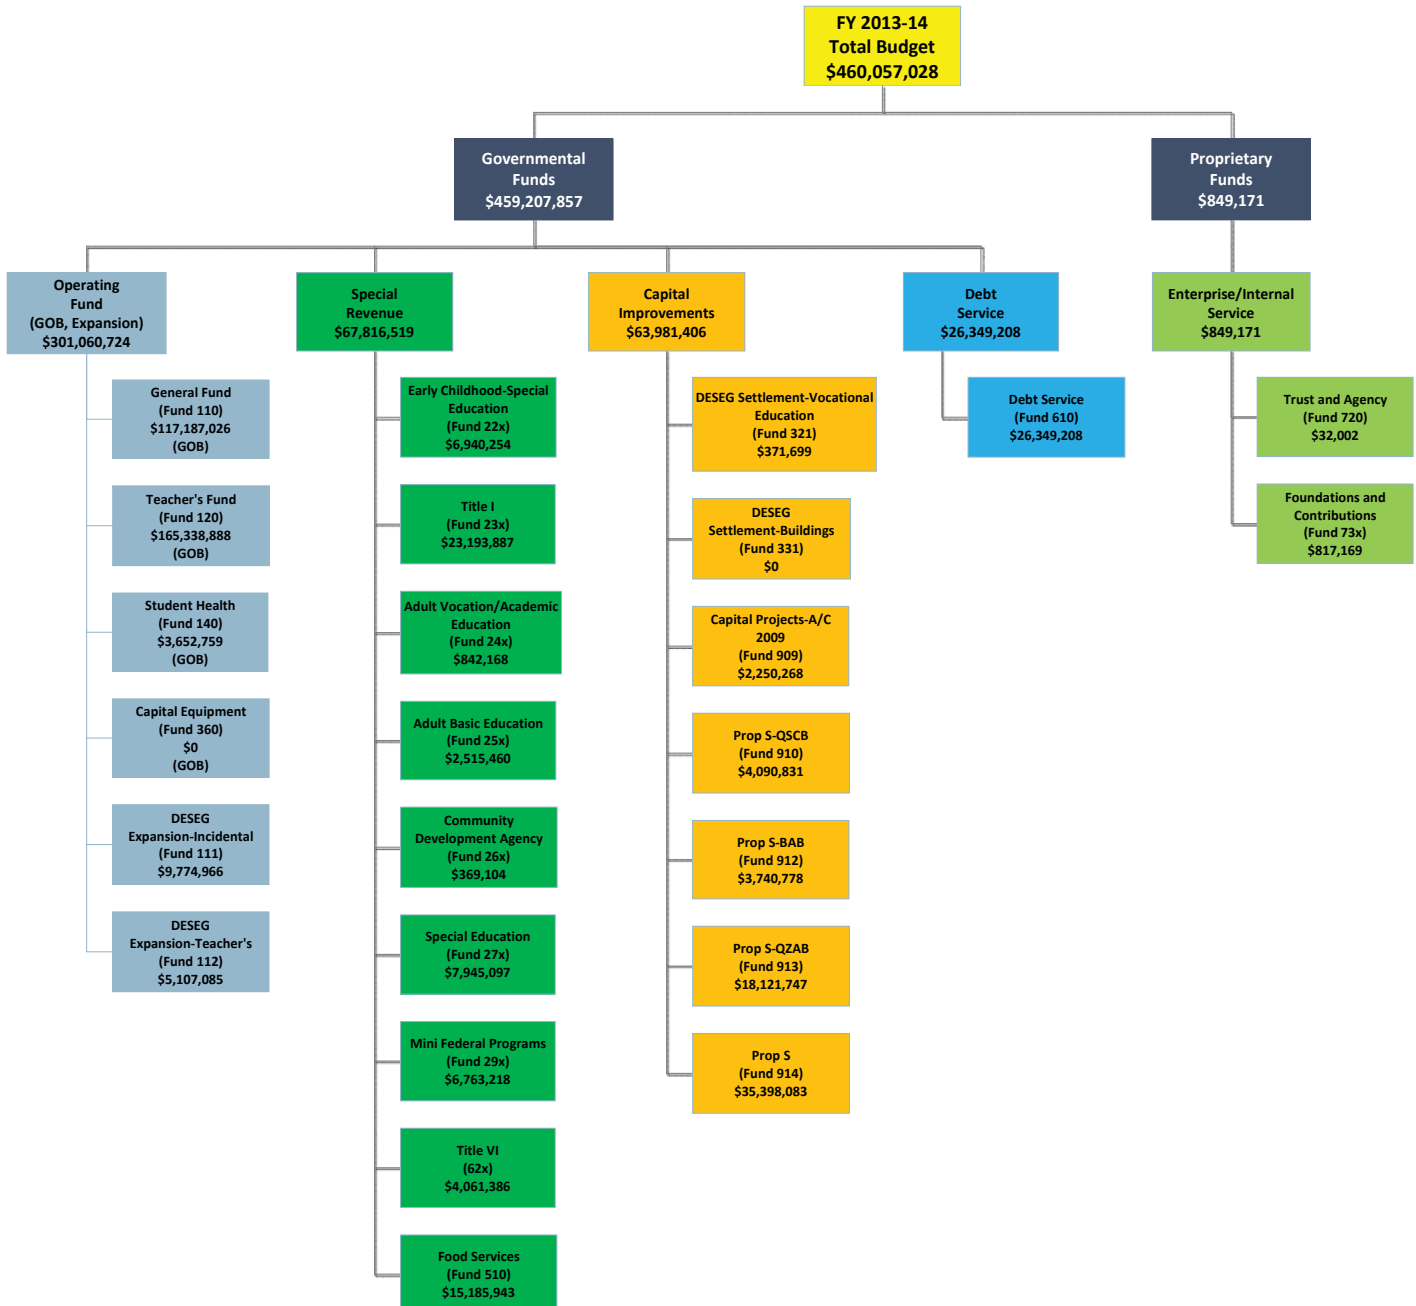 FY 2013-14
Total Budget
$460,057,028
Governmental
Funds
$459,207,857
Proprietary
Funds
$849,171
Operating
Fund
(GOB, Expansion)
$301,060,724
Special
Revenue
$67,816,519
Capital
Improvements
$63,981,406
Debt
Service
$26,349,208
Enterprise/Internal
Service
$849,171
General Fund
(Fund 110)
$117,187,026
(GOB)
Teacher's Fund
(Fund 120)
$165,338,888
(GOB)
Student Health
(Fund 140)
$3,652,759
(GOB)
Capital Equipment
(Fund 360)
$0
(GOB)
DESEG
Expansion-Incidental
(Fund 111)
$9,774,966
DESEG
Expansion-Teacher's
(Fund 112)
$5,107,085
Early Childhood-Special
Education
(Fund 22x)
$6,940,254
Title I
(Fund 23x)
$23,193,887
Adult Vocation/Academic
Education
(Fund 24x)
$842,168
Adult Basic Education
(Fund 25x)
$2,515,460
Community
Development Agency
(Fund 26x)
$369,104
Special Education
(Fund 27x)
$7,945,097
Mini Federal Programs
(Fund 29x)
$6,763,218
Title VI
(62x)
$4,061,386
Food Services
(Fund 510)
$15,185,943
DESEG Settlement-Vocational
Education
(Fund 321)
$371,699
DESEG
Settlement-Buildings
(Fund 331)
$0
Capital Projects-A/C
2009
(Fund 909)
$2,250,268
Prop S-QSCB
(Fund 910)
$4,090,831
Prop S-BAB
(Fund 912)
$3,740,778
Prop S-QZAB
(Fund 913)
$18,121,747
Prop S
(Fund 914)
$35,398,083
Debt Service
(Fund 610)
$26,349,208
Trust and Agency
(Fund 720)
$32,002
Foundations and
Contributions
(Fund 73x)
$817,169